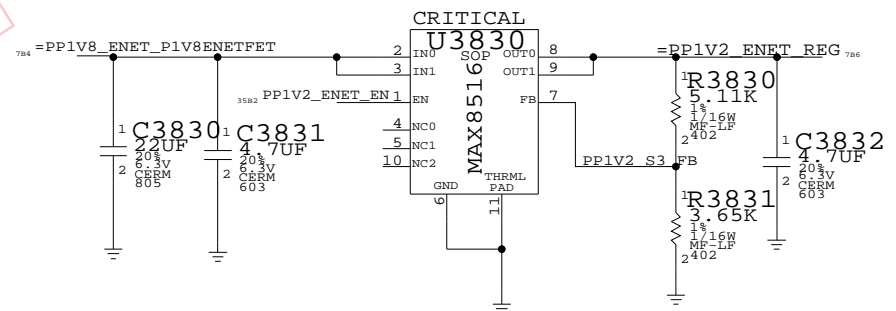 CRITICAL
U3830
SOP
MAX8516
7B4 =PP1V8_ENET_P1V8ENETFET
2 IN0
3 IN1
35B2 PP1V2_ENET_EN 1 EN
4 NC0
5 NC1
10 NC2
OUT0 8
OUT1 9
FB 7
GND
6
THRML
PAD
11
=PP1V2_ENET_REG 7B6
PP1V2_S3_FB
1
C3830
22UF
20%
6.3V
CERM
805
2
1
C3831
4.7UF
20%
6.3V
CERM
603
2
1
R3830
5.11K
1%
1/16W
MF-LF
402
2
1
R3831
3.65K
1%
1/16W
MF-LF
402
2
1
C3832
4.7UF
20%
6.3V
CERM
603
2